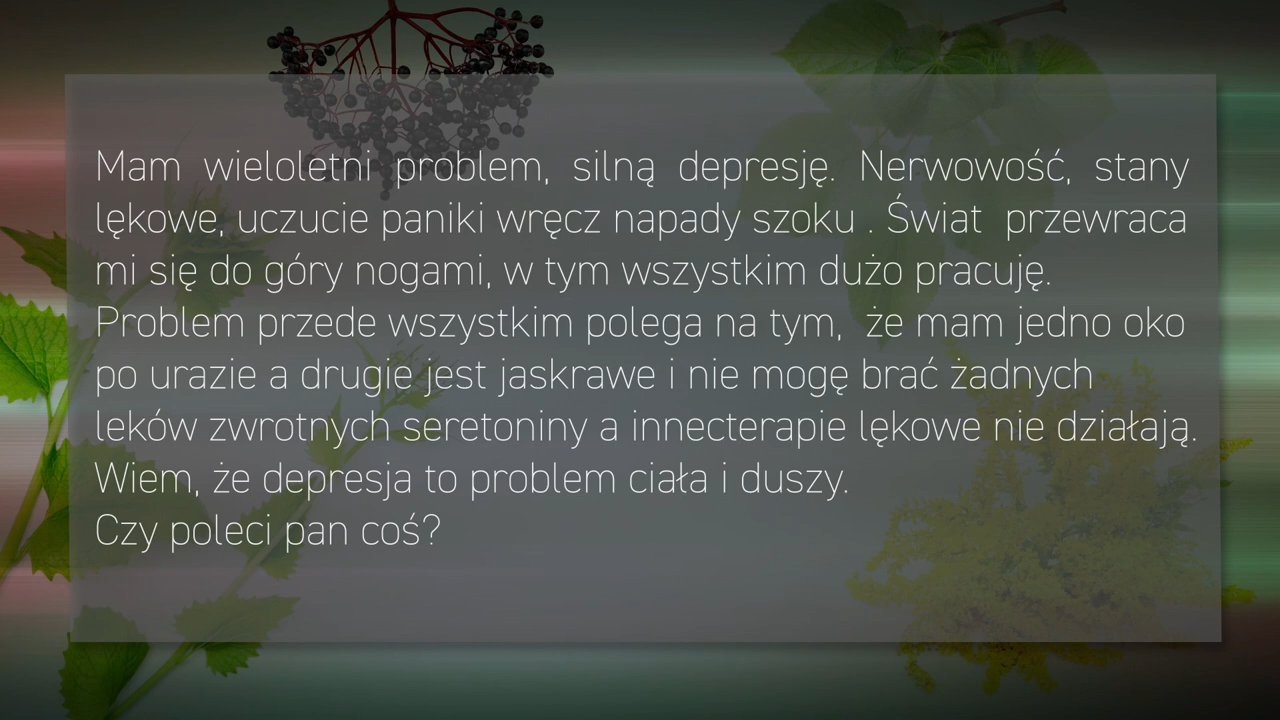 Mam wieloletni problem, silną depresję. Nerwowość, stany
lękowe, uczucie paniki wręcz napady szoku . Świat przewraca
mi się do góry nogami, w tym wszystkim dużo pracuję.
Problem przede wszystkim polega na tym, że mam jedno oko
po urazie a drugie jest jaskrawe i nie mogę brać żadnych
leków zwrotnych seretoniny a innecterapie lękowe nie działają.
Wiem, że depresja to problem ciała i duszy.
Czy poleci pan coś?